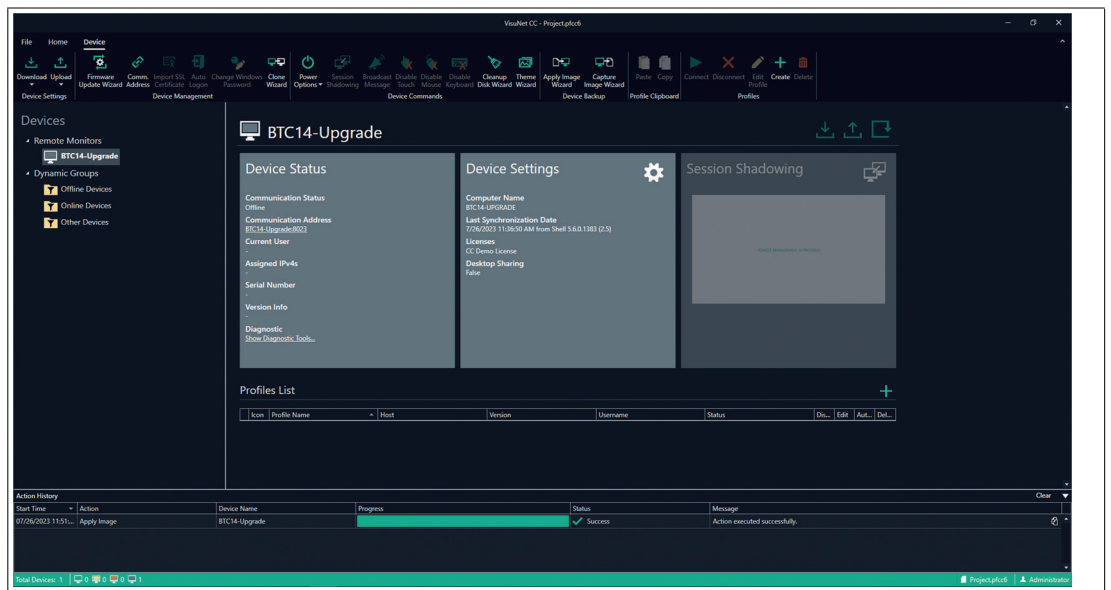 VisuNet CC - Project.pfcc6
File Home Device
Download Upload
Device Settings
Firmware Update Wizard Comm. Address Import SSL Certificate Auto Logon Change Windows Password Clone Wizard
Device Management
Power Options Session Shadowing Broadcast Message Disable Touch Disable Mouse Disable Keyboard Cleanup Disk Wizard Theme Wizard
Device Commands
Apply Image Wizard Capture Image Wizard
Device Backup
Paste Copy
Profile Clipboard
Connect Disconnect Edit Profile Create Delete
Profiles
Devices
Remote Monitors
BTC14-Upgrade
Dynamic Groups
Offline Devices
Online Devices
Other Devices
BTC14-Upgrade
Device Status
Communication Status
Offline
Communication Address
BTC14-Upgrade:8023
Current User
-
Assigned IPv4s
-
Serial Number
-
Version Info
-
Diagnostic
Show Diagnostic Tools...
Device Settings
Computer Name
BTC14-UPGRADE
Last Synchronization Date
7/26/2023 11:36:50 AM from Shell 5.6.0.1383 (2.5)
Licenses
CC Demo License
Desktop Sharing
False
Session Shadowing
Profiles List
Icon Profile Name Host Version Username Status Dis... Edit Aut... Del...
Action History Clear
Start Time Action Device Name Progress Status Message
07/26/2023 11:51:... Apply Image BTC14-Upgrade Success Action executed successfully.
Total Devices: 1 0 0 0 1 Project.pfcc6 Administrator